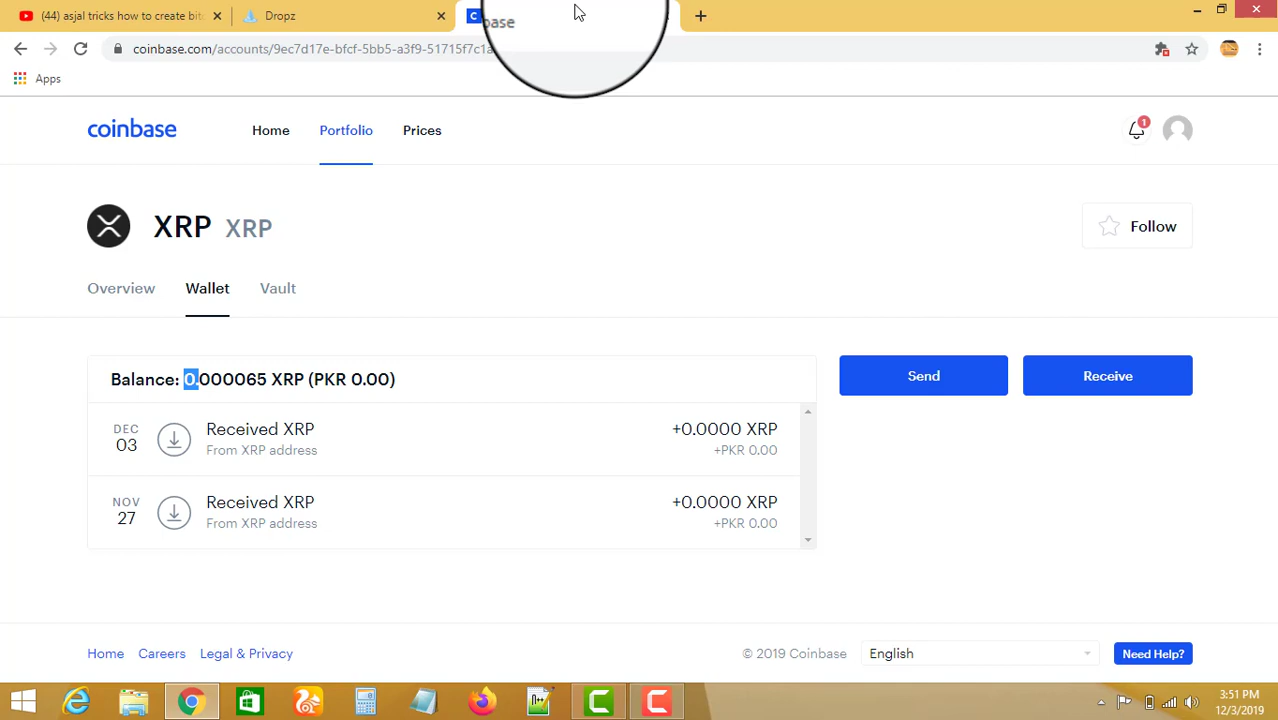 (44) asjal tricks how to create bit
Dropz
base
coinbase.com/accounts/9ec7d17e-bfcf-5bb5-a3f9-51715f7c1a
Apps
coinbase
Home
Portfolio
Prices
1
XRP XRP
Follow
Overview
Wallet
Vault
Balance: 0.000065 XRP (PKR 0.00)
Send
Receive
DEC
03
Received XRP
From XRP address
+0.0000 XRP
+PKR 0.00
NOV
27
Received XRP
From XRP address
+0.0000 XRP
+PKR 0.00
Home
Careers
Legal & Privacy
© 2019 Coinbase
English
Need Help?
3:51 PM
12/3/2019